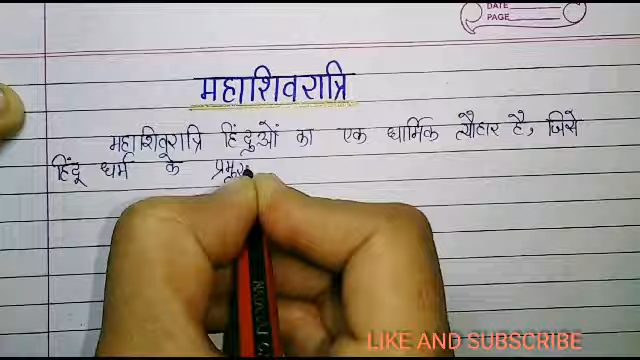 DATE
PAGE
महाशिवरात्रि
महाशिवरात्रि हिंदुओं का एक धार्मिक त्यौहार है, जिसे
हिंदू धर्म के
LIKE AND SUBSCRIBE